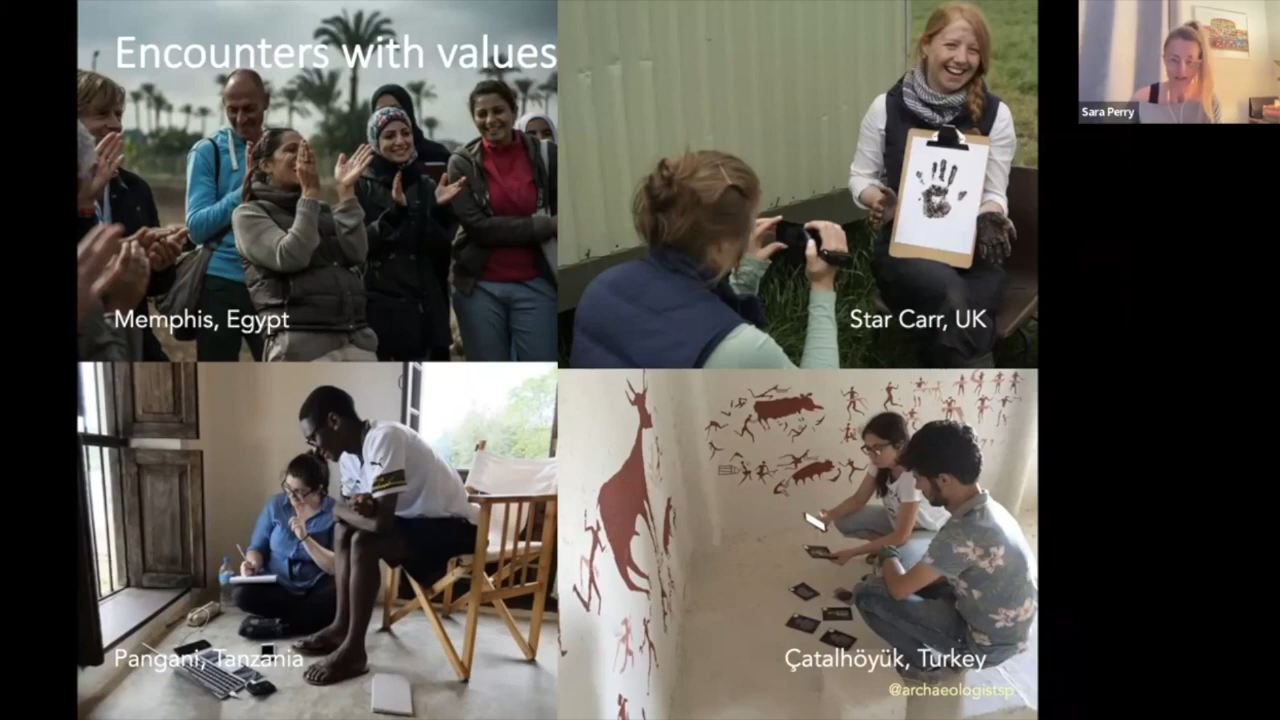 Encounters with values
Sara Perry
Memphis, Egypt
Star Carr, UK
Pangani, Tanzania
Çatalhöyük, Turkey
@archaeologistsp